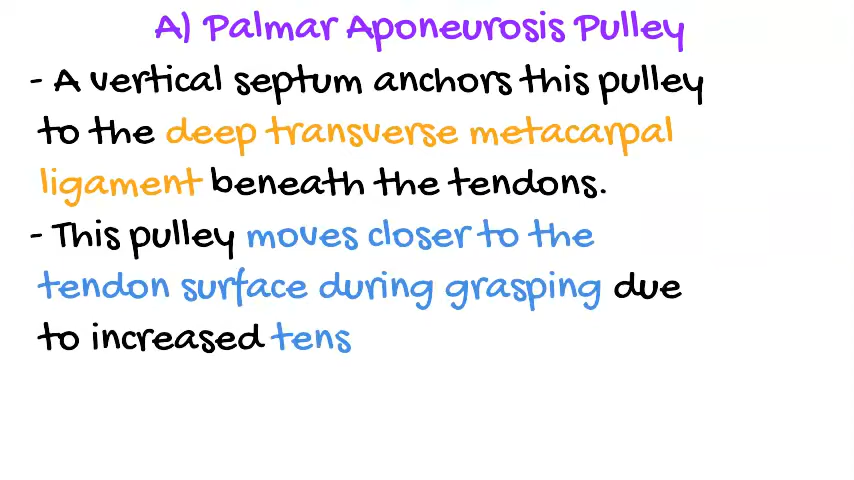 A) Palmar Aponeurosis Pulley
- A vertical septum anchors this pulley
to the deep transverse metacarpal
ligament beneath the tendons.
- This pulley moves closer to the
tendon surface during grasping due
to increased tens